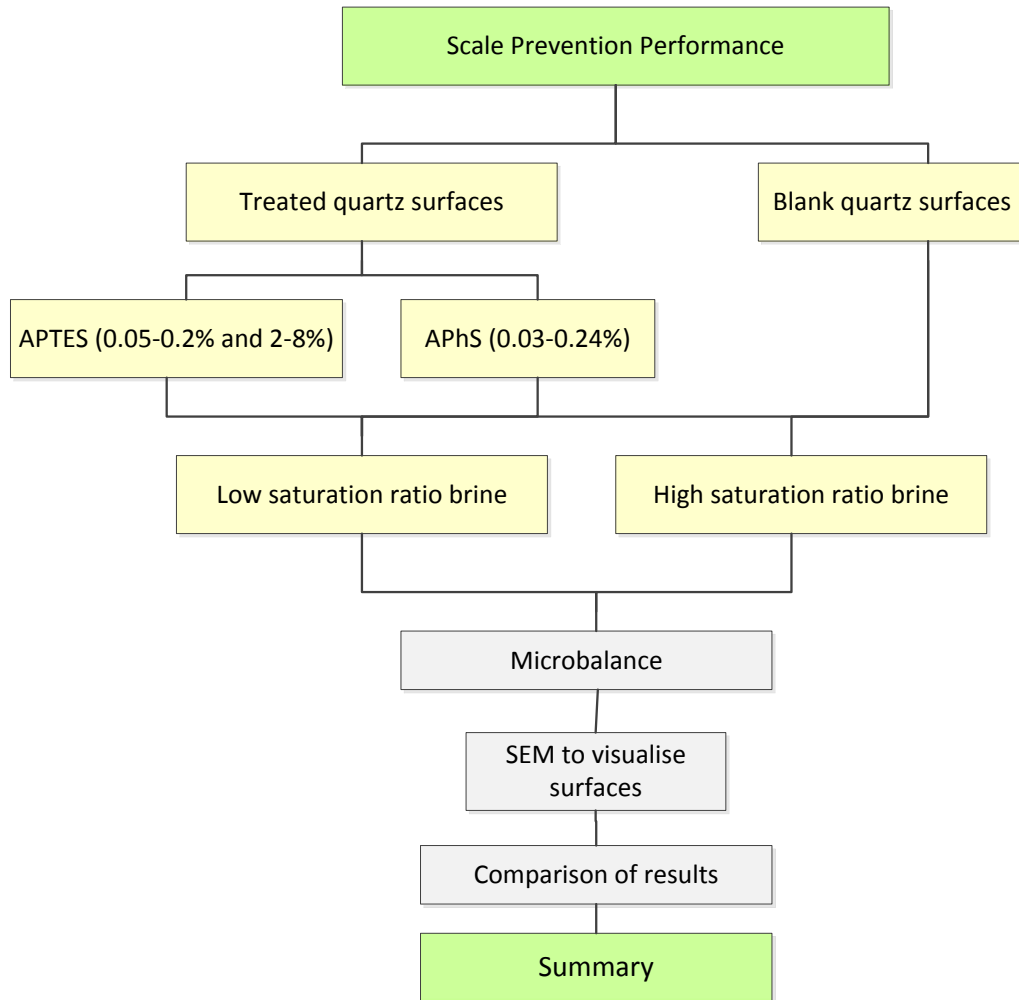 Scale Prevention Performance
Treated quartz surfaces
Blank quartz surfaces
APTES (0.05-0.2% and 2-8%)
APhS (0.03-0.24%)
Low saturation ratio brine
High saturation ratio brine
Microbalance
SEM to visualise
surfaces
Comparison of results
Summary